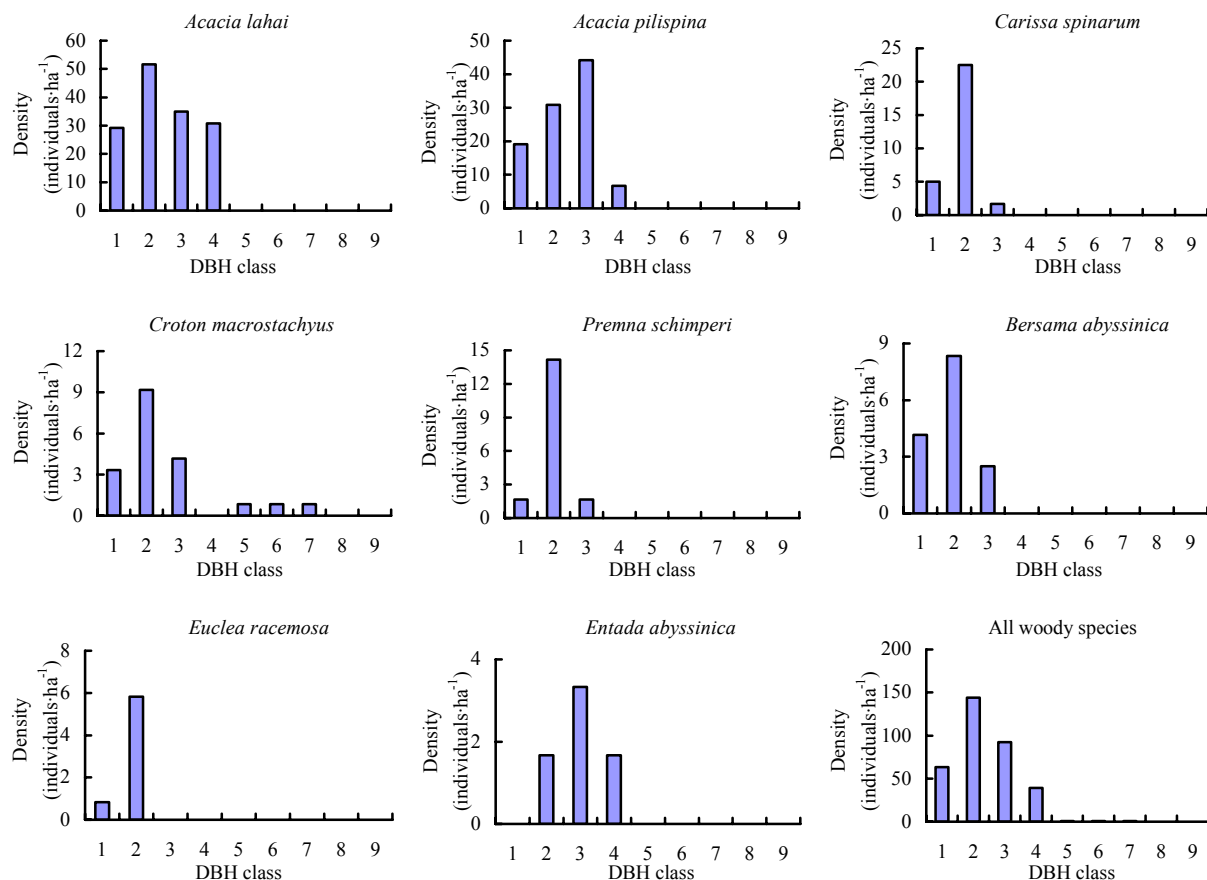 Acacia lahai
Density
(individuals·ha⁻¹)
60
50
40
30
20
10
0
1 2 3 4 5 6 7 8 9
DBH class
Acacia pilispina
Density
(individuals·ha⁻¹)
50
40
30
20
10
0
1 2 3 4 5 6 7 8 9
DBH class
Carissa spinarum
Density
(individuals·ha⁻¹)
25
20
15
10
5
0
1 2 3 4 5 6 7 8 9
DBH class
Croton macrostachyus
Density
(individuals·ha⁻¹)
12
9
6
3
0
1 2 3 4 5 6 7 8 9
DBH class
Premna schimperi
Density
(individuals·ha⁻¹)
15
12
9
6
3
0
1 2 3 4 5 6 7 8 9
DBH class
Bersama abyssinica
Density
(individuals·ha⁻¹)
9
6
3
0
1 2 3 4 5 6 7 8 9
DBH class
Euclea racemosa
Density
(individuals·ha⁻¹)
8
6
4
2
0
1 2 3 4 5 6 7 8 9
DBH class
Entada abyssinica
Density
(individuals·ha⁻¹)
4
2
0
1 2 3 4 5 6 7 8 9
DBH class
All woody species
Density
(individuals·ha⁻¹)
200
150
100
50
0
1 2 3 4 5 6 7 8 9
DBH class